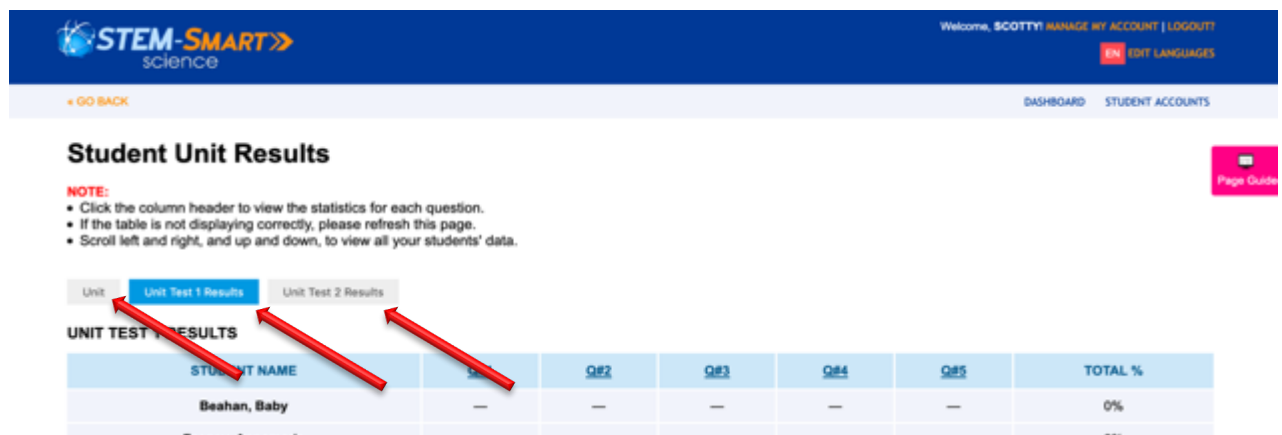 Welcome, SCOTTY! MANAGE MY ACCOUNT | LOGOUT?
STEM-SMART
science
EN EDIT LANGUAGES
« GO BACK
DASHBOARD STUDENT ACCOUNTS
Student Unit Results
Page Guide
NOTE:
• Click the column header to view the statistics for each question.
• If the table is not displaying correctly, please refresh this page.
• Scroll left and right, and up and down, to view all your students' data.
Unit Unit Test 1 Results Unit Test 2 Results
UNIT TEST RESULTS
STUDENT NAME Q#2 Q#3 Q#4 Q#5 TOTAL %
Beahan, Baby — — — — — 0%